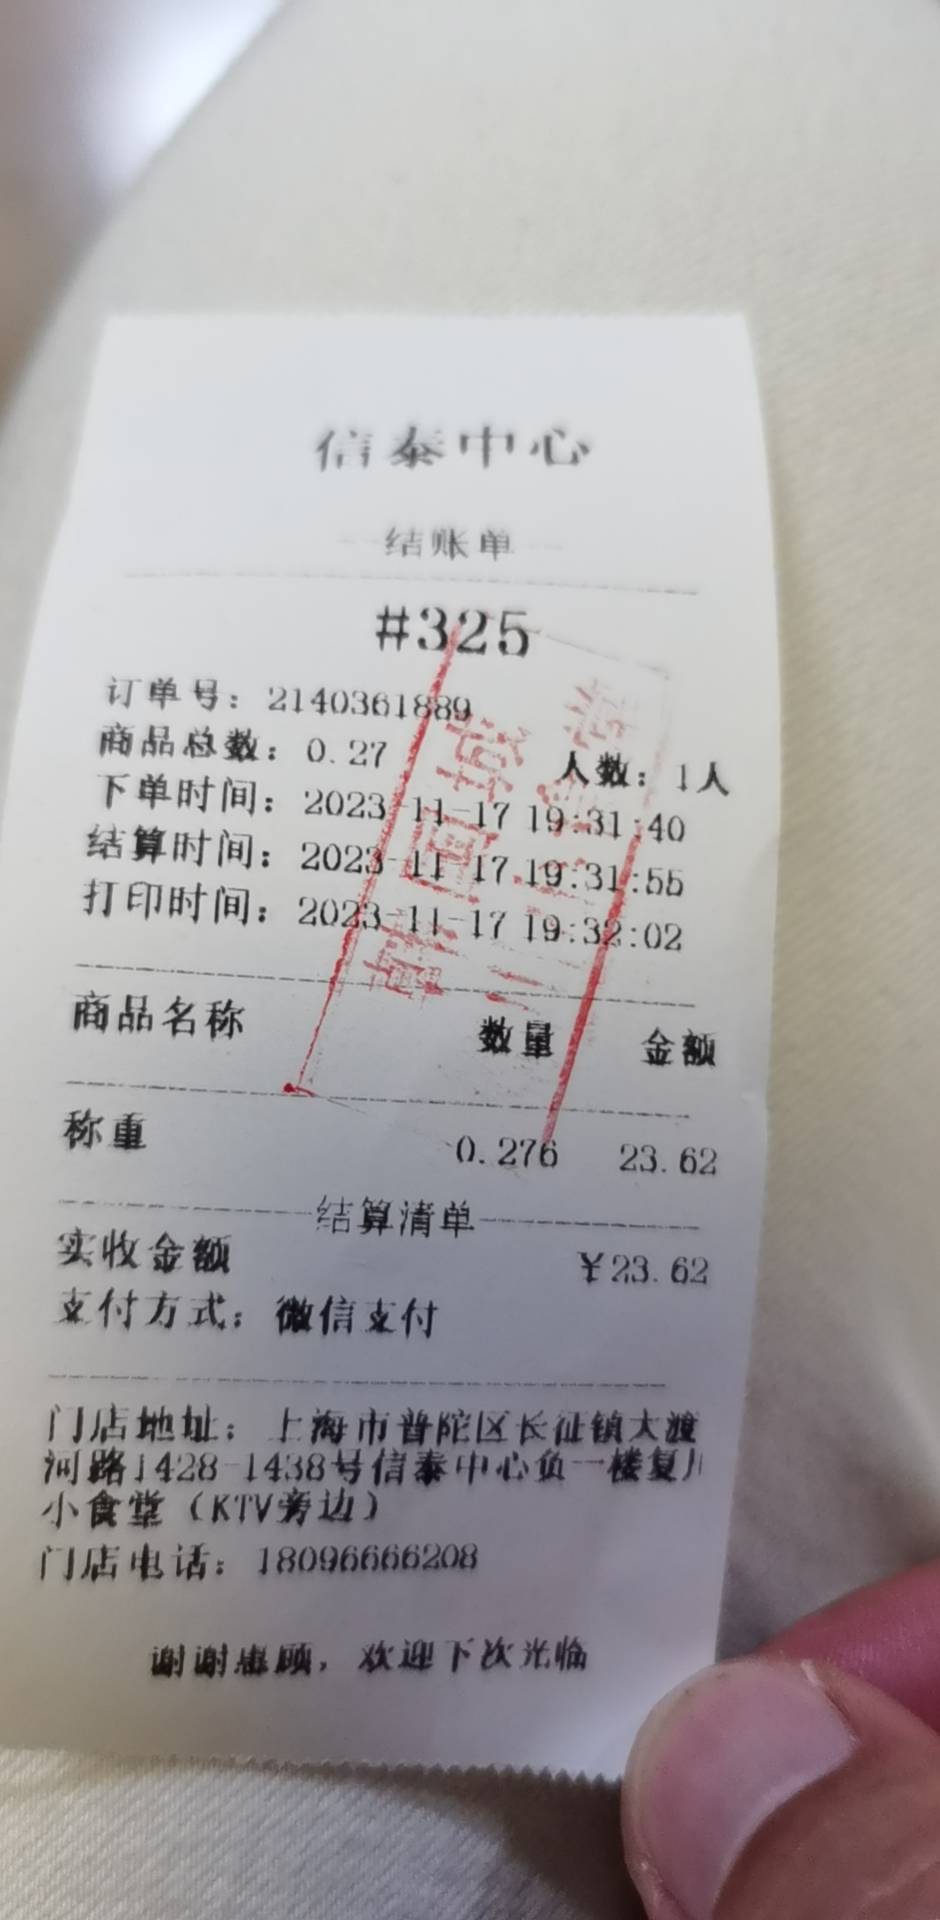 信泰中心
结账单
#325
订单号：2140361889
商品总数：0.27 人数：1人
下单时间：2023-11-17 19:31:40
结算时间：2023-11-17 19:31:55
打印时间：2023-11-17 19:32:02
商品名称 数量 金额
称重 0.276 23.62
结算清单
实收金额 ￥23.62
支付方式：微信支付
门店地址：上海市普陀区长征镇大渡
河路1428-1438号信泰中心负一楼复
小食堂（KTV旁边）
门店电话：18096666208
谢谢惠顾，欢迎下次光临